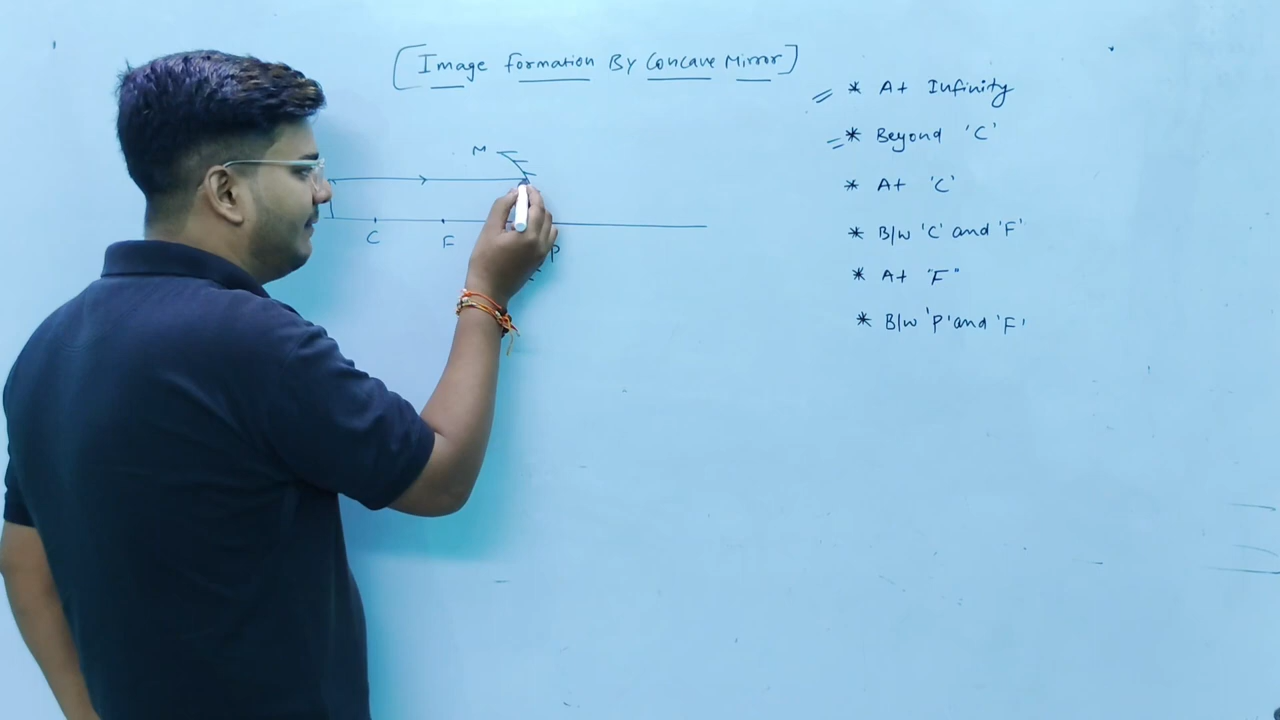 [Image formation By Concave Mirror]
* At Infinity
* Beyond 'C'
M
* At 'C'
* B/w 'C' and 'F'
C F P
* At 'F"
* B/w 'P' and 'F'